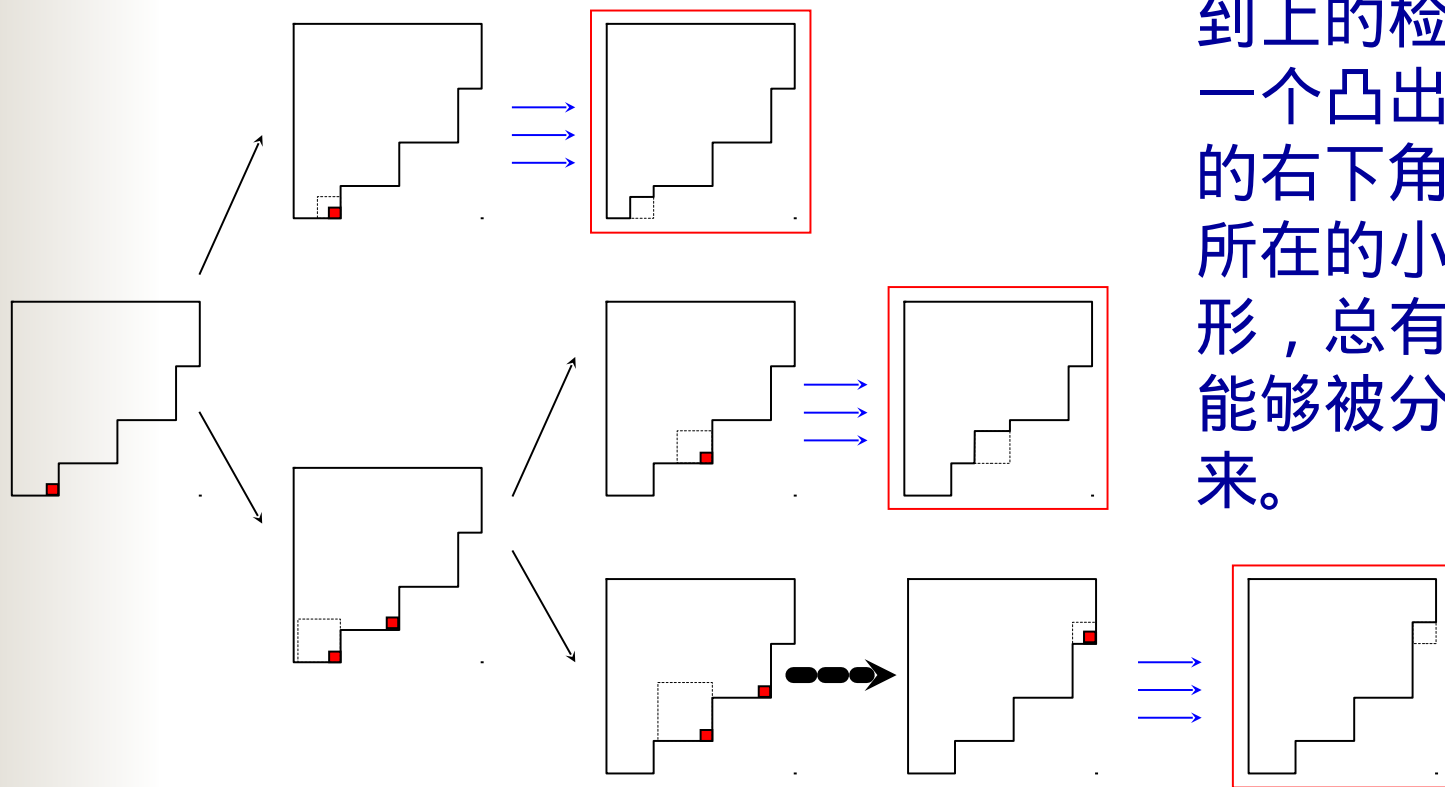 到上的检
一个凸出
的右下角
所在的小
形，总有
能够被分
来。